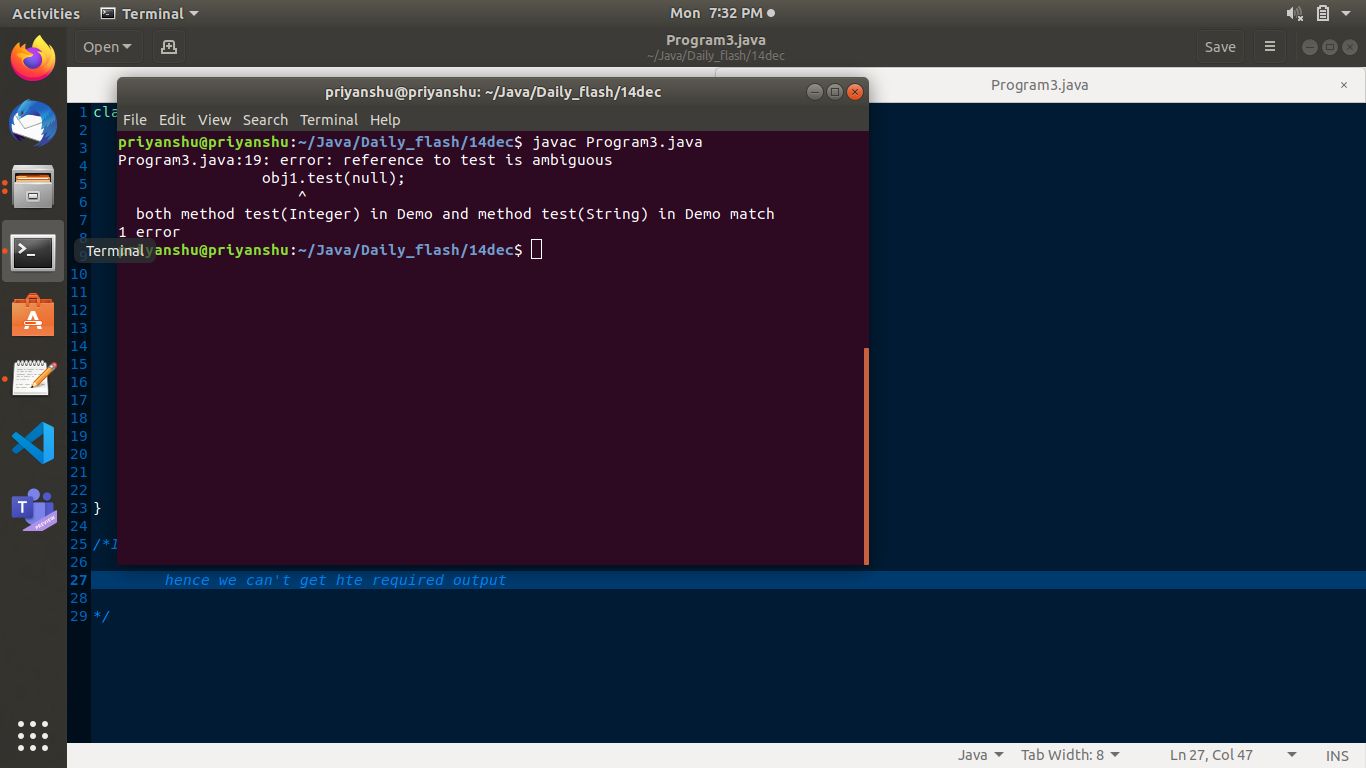 Activities Terminal Mon 7:32 PM
Open Program3.java Save
~/Java/Daily_flash/14dec
Program3.java ×
priyanshu@priyanshu: ~/Java/Daily_flash/14dec
File Edit View Search Terminal Help
priyanshu@priyanshu:~/Java/Daily_flash/14dec$ javac Program3.java
Program3.java:19: error: reference to test is ambiguous
obj1.test(null);
^
both method test(Integer) in Demo and method test(String) in Demo match
1 error
priyanshu@priyanshu:~/Java/Daily_flash/14dec$
Terminal
1 cla
2
3
4
5
6
7
8
9
10
11
12
13
14
15
16
17
18
19
20
21
22
23 }
24
25 /*I
26
27 hence we can't get hte required output
28
29 */
T
PREVIEW
Java Tab Width: 8 Ln 27, Col 47 INS